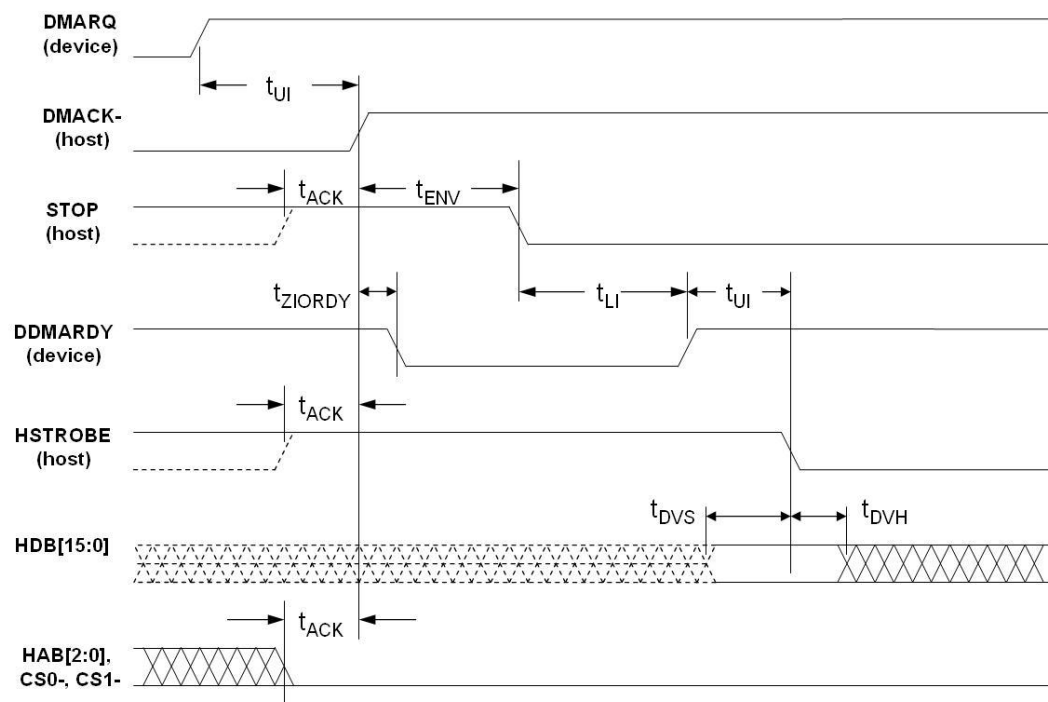 DMARQ
(device)
tUI
DMACK-
(host)
tACK
tENV
STOP
(host)
tZIORDY
tLI
tUI
DDMARDY
(device)
tACK
HSTROBE
(host)
tDVS
tDVH
HDB[15:0]
tACK
HAB[2:0],
CS0-, CS1-